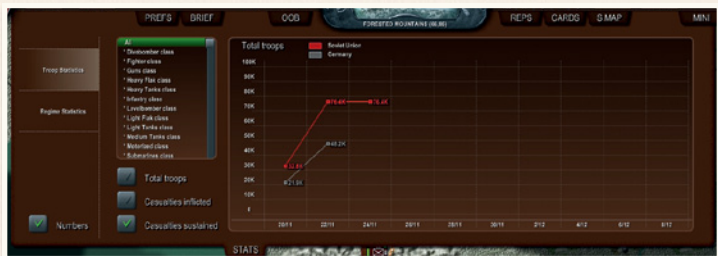 PREFS BRIEF OOB FORESTED MOUNTAINS REPS CARDS S MAP MINI
Troop Statistics
Regime Statistics
Numbers
All
* Divebomber class
* Fighter class
* Guns class
* Heavy Flak class
* Heavy Tanks class
* Infantry class
* Levelbomber class
* Light Flak class
* Light Tanks class
* Medium Tanks class
* Motorized class
* Submarines class
Total troops
Casualties inflicted
Casualties sustained
Total troops
Soviet Union
Germany
100K
90K
80K
70K
60K
50K
40K
30K
20K
10K
48.2K
20/11 22/11 24/11 26/11 28/11 30/11 2/12 4/12 6/12 8/12
STATS